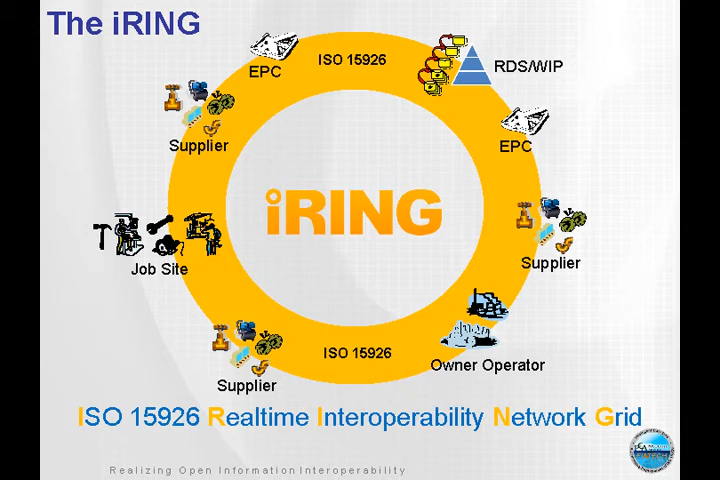 The iRING
ISO 15926
EPC
RDS/WIP
EPC
Supplier
iRING
Supplier
Job Site
ISO 15926
Owner Operator
Supplier
ISO 15926 Realtime Interoperability Network Grid
Realizing Open Information Interoperability